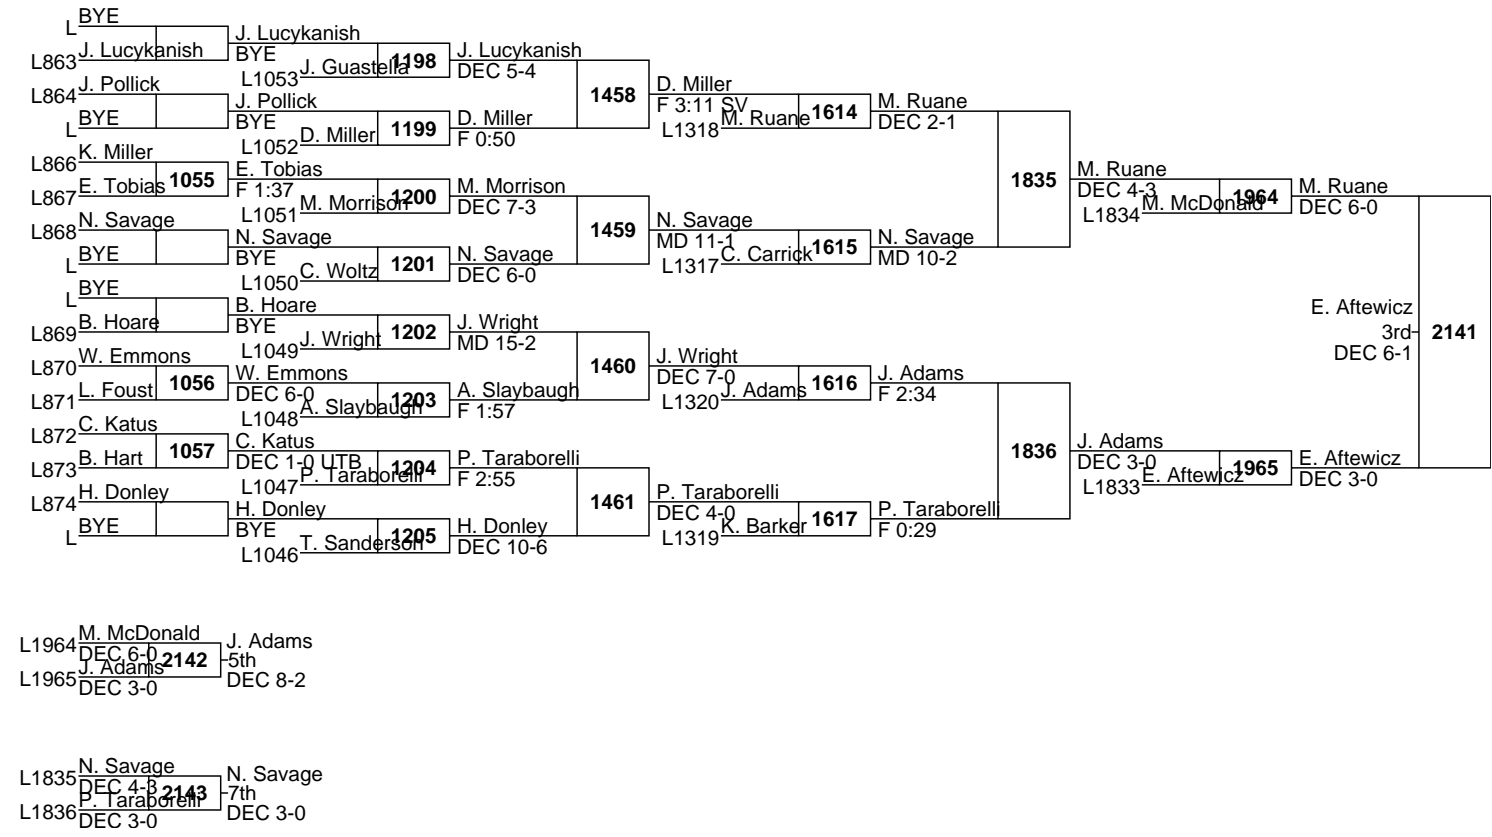 BYE
L
J. Lucykanish
L863
J. Pollick
L864
BYE
L
K. Miller
L866
1055
E. Tobias
L867
N. Savage
L868
BYE
L
BYE
L
B. Hoare
L869
W. Emmons
L870
1056
L. Foust
L871
C. Katus
L872
1057
B. Hart
L873
H. Donley
L874
BYE
L
J. Lucykanish
BYE
1198
J. Guastella
L1053
J. Pollick
BYE
1199
D. Miller
L1052
E. Tobias
F 1:37
1200
M. Morrison
L1051
N. Savage
BYE
1201
C. Woltz
L1050
B. Hoare
BYE
1202
J. Wright
L1049
W. Emmons
DEC 6-0
1203
A. Slaybaugh
L1048
C. Katus
DEC 1-0 UTB
1204
P. Taraborelli
L1047
H. Donley
BYE
1205
T. Sanderson
L1046
J. Lucykanish
DEC 5-4
1458
D. Miller
F 0:50
M. Morrison
DEC 7-3
1459
N. Savage
DEC 6-0
J. Wright
MD 15-2
1460
A. Slaybaugh
F 1:57
P. Taraborelli
F 2:55
1461
H. Donley
DEC 10-6
D. Miller
F 3:11 SV
1614
M. Ruane
L1318
N. Savage
MD 11-1
1615
C. Carrick
L1317
J. Wright
DEC 7-0
1616
J. Adams
L1320
P. Taraborelli
DEC 4-0
1617
K. Barker
L1319
M. Ruane
DEC 2-1
1835
N. Savage
MD 10-2
J. Adams
F 2:34
1836
P. Taraborelli
F 0:29
M. Ruane
DEC 4-3
1964
M. McDonald
L1834
J. Adams
DEC 3-0
1965
E. Aftewicz
L1833
M. Ruane
DEC 6-0
E. Aftewicz
DEC 3-0
E. Aftewicz
3rd
DEC 6-1
2141
M. McDonald
L1964
DEC 6-0
2142
J. Adams
L1965
DEC 3-0
J. Adams
5th
DEC 8-2
N. Savage
L1835
DEC 4-3
2143
P. Taraborelli
L1836
DEC 3-0
N. Savage
7th
DEC 3-0